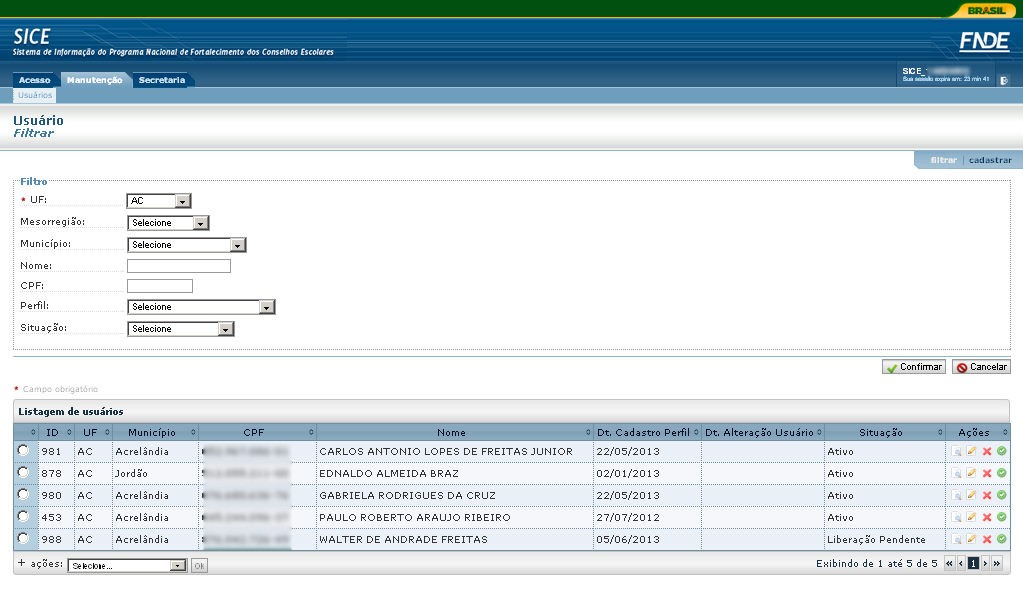 BRASIL
SICE
Sistema de Informação do Programa Nacional de Fortalecimento dos Conselhos Escolares
FNDE
Acesso Manutenção Secretaria
SICE_
Sua sessão expira em: 23 min 41
Usuários
Usuário
Filtrar
filtrar | cadastrar
Filtro
* UF: AC
Mesorregião: Selecione
Município: Selecione
Nome:
CPF:
Perfil: Selecione
Situação: Selecione
Confirmar Cancelar
* Campo obrigatório
Listagem de usuários
ID UF Município CPF Nome Dt. Cadastro Perfil Dt. Alteração Usuário Situação Ações
981 AC Acrelândia CARLOS ANTONIO LOPES DE FREITAS JUNIOR 22/05/2013 Ativo
878 AC Jordão EDNALDO ALMEIDA BRAZ 02/01/2013 Ativo
980 AC Acrelândia GABRIELA RODRIGUES DA CRUZ 22/05/2013 Ativo
453 AC Acrelândia PAULO ROBERTO ARAUJO RIBEIRO 27/07/2012 Ativo
988 AC Acrelândia WALTER DE ANDRADE FREITAS 05/06/2013 Liberação Pendente
+ ações: Selecione... Ok Exibindo de 1 até 5 de 5 « ‹ 1 › »